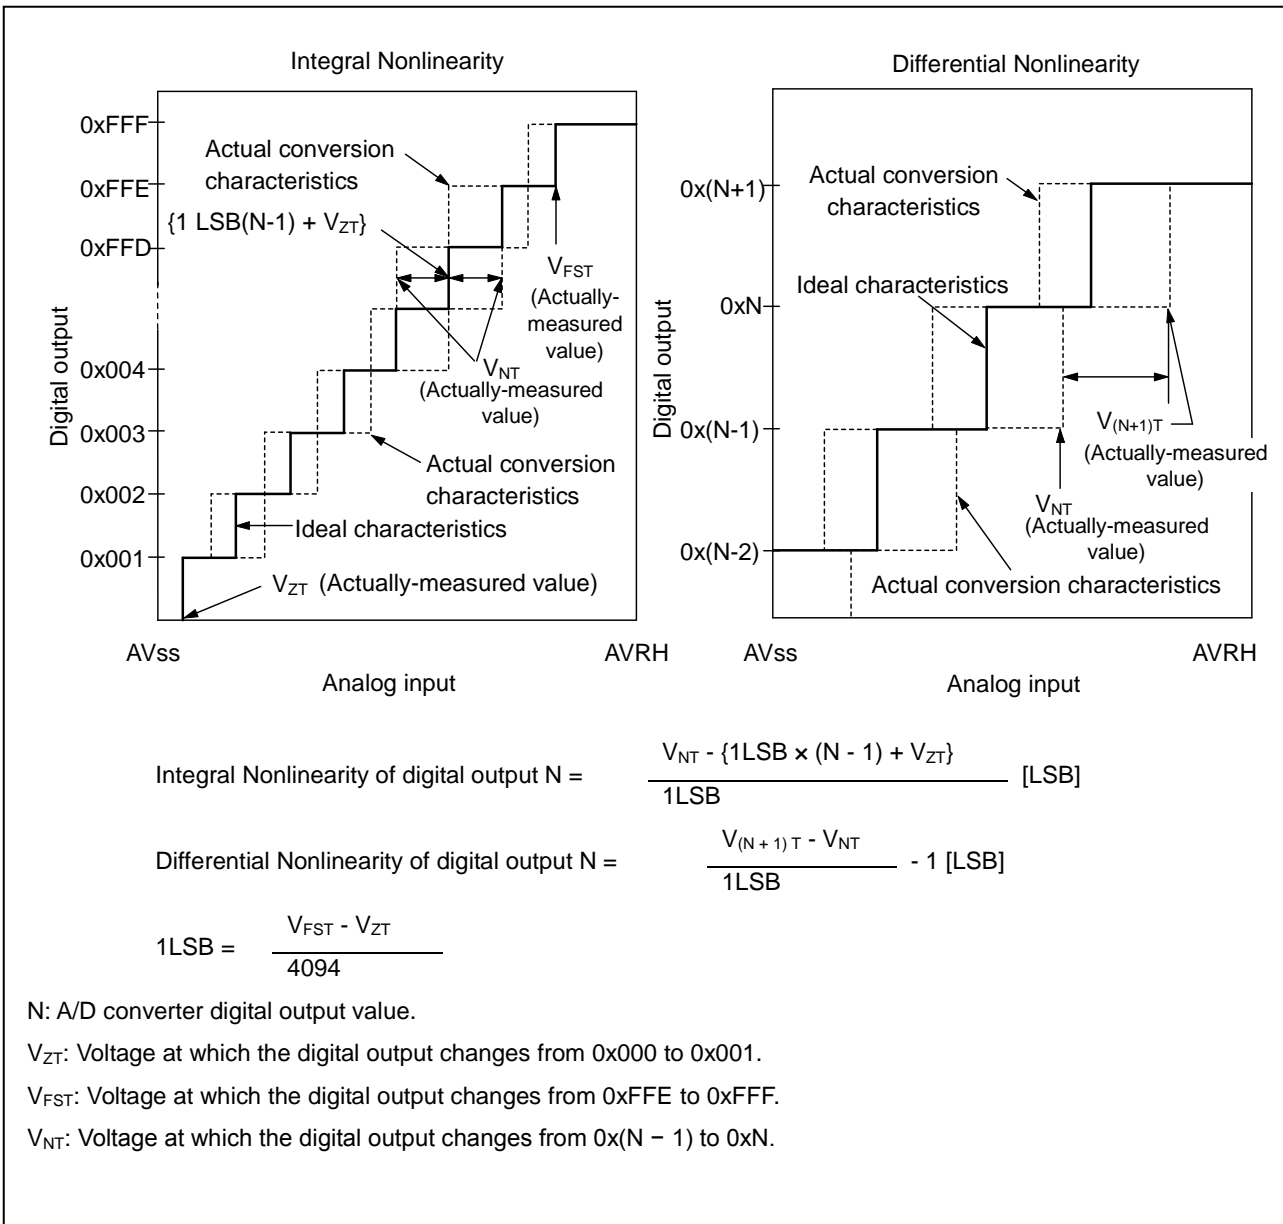 Integral Nonlinearity
0xFFF
0xFFE
0xFFD
0x004
0x003
0x002
0x001
Digital output
Actual conversion
characteristics
{1 LSB(N-1) + VZT}
VFST
(Actually-
measured
value)
VNT
(Actually-measured
value)
Actual conversion
characteristics
Ideal characteristics
VZT (Actually-measured value)
AVss
AVRH
Analog input
Differential Nonlinearity
0x(N+1)
0xN
0x(N-1)
0x(N-2)
Digital output
Actual conversion
characteristics
Ideal characteristics
V(N+1)T
(Actually-measured
value)
VNT
(Actually-measured
value)
Actual conversion characteristics
AVss
AVRH
Analog input
Integral Nonlinearity of digital output N =
VNT - {1LSB × (N - 1) + VZT}
1LSB
[LSB]
Differential Nonlinearity of digital output N =
V(N + 1) T - VNT
1LSB
- 1 [LSB]
1LSB =
VFST - VZT
4094
N: A/D converter digital output value.
VZT: Voltage at which the digital output changes from 0x000 to 0x001.
VFST: Voltage at which the digital output changes from 0xFFE to 0xFFF.
VNT: Voltage at which the digital output changes from 0x(N − 1) to 0xN.